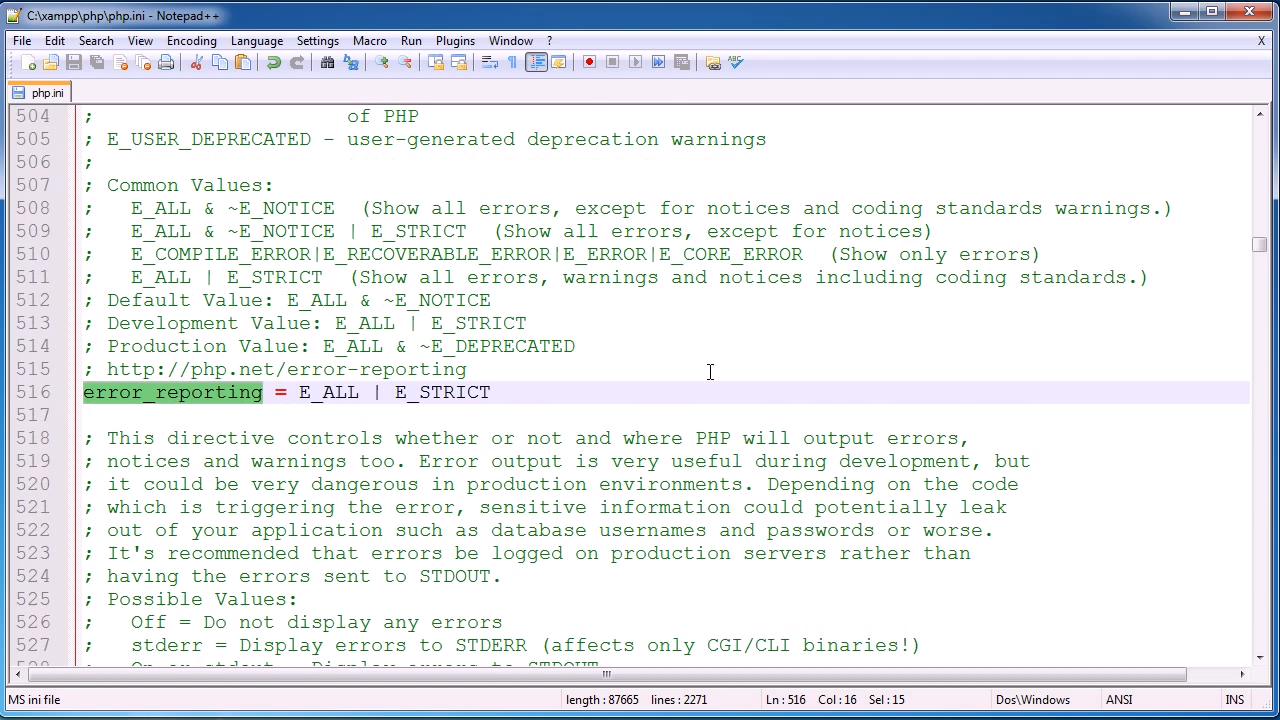 C:\xampp\php\php.ini - Notepad++
File Edit Search View Encoding Language Settings Macro Run Plugins Window ? X
php.ini
504 ;                     of PHP
505 ; E_USER_DEPRECATED - user-generated deprecation warnings
506 ;
507 ; Common Values:
508 ;   E_ALL & ~E_NOTICE  (Show all errors, except for notices and coding standards warnings.)
509 ;   E_ALL & ~E_NOTICE | E_STRICT  (Show all errors, except for notices)
510 ;   E_COMPILE_ERROR|E_RECOVERABLE_ERROR|E_ERROR|E_CORE_ERROR  (Show only errors)
511 ;   E_ALL | E_STRICT  (Show all errors, warnings and notices including coding standards.)
512 ; Default Value: E_ALL & ~E_NOTICE
513 ; Development Value: E_ALL | E_STRICT
514 ; Production Value: E_ALL & ~E_DEPRECATED
515 ; http://php.net/error-reporting
516 error_reporting = E_ALL | E_STRICT
517
518 ; This directive controls whether or not and where PHP will output errors,
519 ; notices and warnings too. Error output is very useful during development, but
520 ; it could be very dangerous in production environments. Depending on the code
521 ; which is triggering the error, sensitive information could potentially leak
522 ; out of your application such as database usernames and passwords or worse.
523 ; It's recommended that errors be logged on production servers rather than
524 ; having the errors sent to STDOUT.
525 ; Possible Values:
526 ;   Off = Do not display any errors
527 ;   stderr = Display errors to STDERR (affects only CGI/CLI binaries!)
528 ;   On or stdout = Display errors to STDOUT
MS ini file length : 87665 lines : 2271 Ln : 516 Col : 16 Sel : 15 Dos\Windows ANSI INS